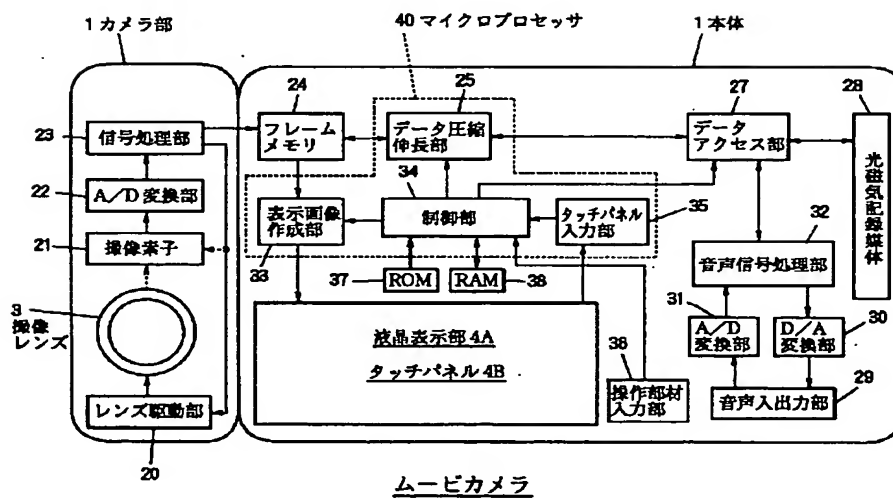 1 カメラ部
40 マイクロプロセッサ
1 本体
24
25
27
28
23
信号処理部
フレーム
メモリ
データ圧縮
伸長部
データ
アクセス部
光磁気記録媒体
22
A/D 変換部
34
35
32
21
撮像素子
表示画像
作成部
制御部
タッチパネル
入力部
音声信号処理部
33
37
ROM
RAM
38
3
撮像
レンズ
31
A/D
変換部
D/A
変換部
30
液晶表示部 4A
タッチパネル 4B
38
操作部材
入力部
29
音声入出力部
レンズ駆動部
20
ムービカメラ